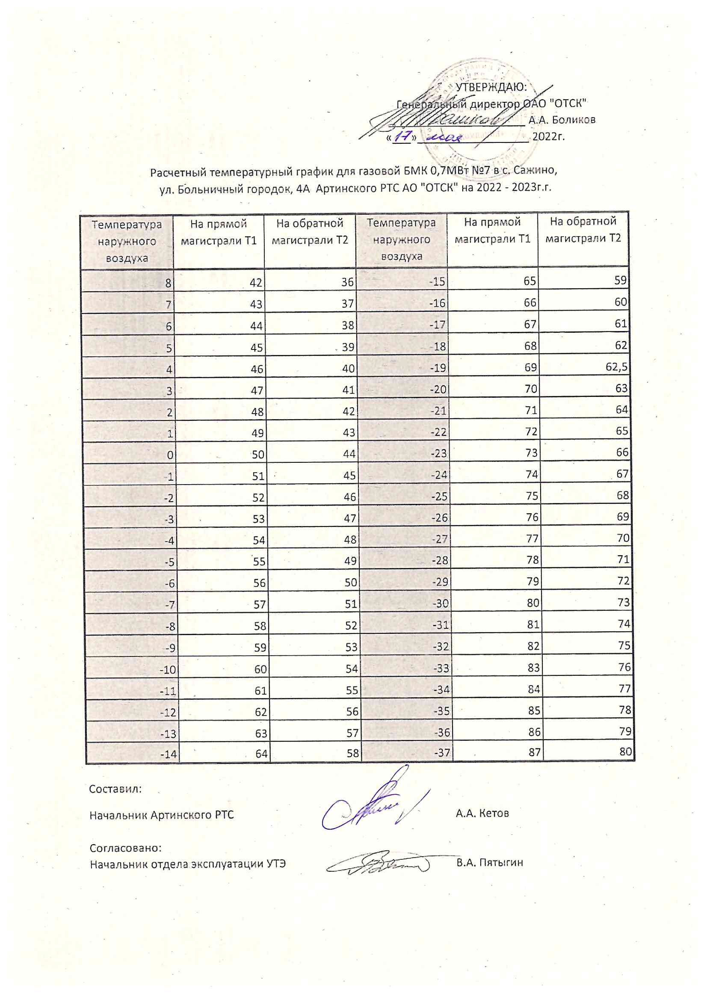 УТВЕРЖДАЮ:
Генеральный директор ОАО "ОТСК"
А.А. Боликов
«17» мая 2022г.
Расчетный температурный график для газовой БМК 0,7МВт №7 в с. Сажино,
ул. Больничный городок, 4А Артинского РТС АО "ОТСК" на 2022 - 2023г.г.
Температура наружного воздуха На прямой магистрали Т1 На обратной магистрали Т2 Температура наружного воздуха На прямой магистрали Т1 На обратной магистрали Т2
8 42 36 -15 65 59
7 43 37 -16 66 60
6 44 38 -17 67 61
5 45 39 -18 68 62
4 46 40 -19 69 62,5
3 47 41 -20 70 63
2 48 42 -21 71 64
1 49 43 -22 72 65
0 50 44 -23 73 66
-1 51 45 -24 74 67
-2 52 46 -25 75 68
-3 53 47 -26 76 69
-4 54 48 -27 77 70
-5 55 49 -28 78 71
-6 56 50 -29 79 72
-7 57 51 -30 80 73
-8 58 52 -31 81 74
-9 59 53 -32 82 75
-10 60 54 -33 83 76
-11 61 55 -34 84 77
-12 62 56 -35 85 78
-13 63 57 -36 86 79
-14 64 58 -37 87 80
Составил:
Начальник Артинского РТС А.А. Кетов
Согласовано:
Начальник отдела эксплуатации УТЭ В.А. Пятыгин